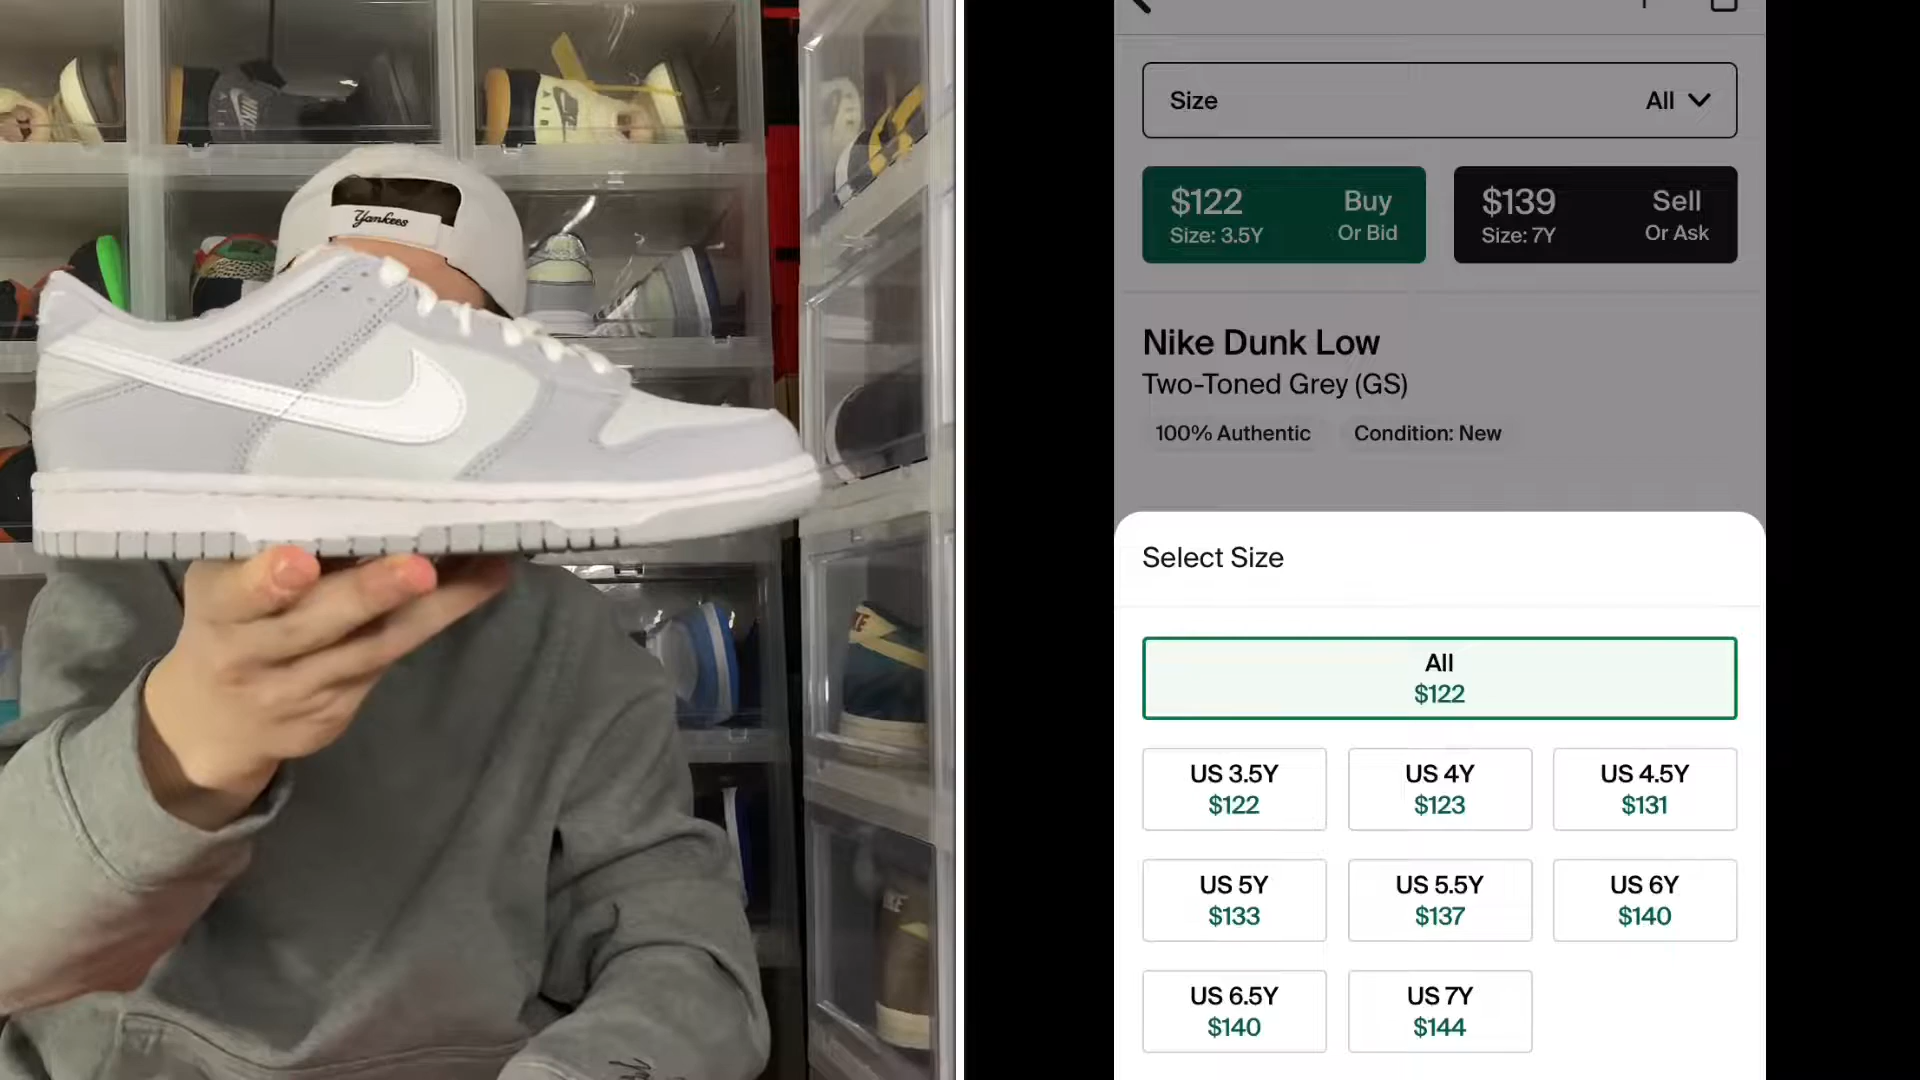 Yankees
NIKE
Size
All
$122
Size: 3.5Y
Buy
Or Bid
$139
Size: 7Y
Sell
Or Ask
Nike Dunk Low
Two-Toned Grey (GS)
100% Authentic
Condition: New
Select Size
All
$122
US 3.5Y
$122
US 4Y
$123
US 4.5Y
$131
US 5Y
$133
US 5.5Y
$137
US 6Y
$140
US 6.5Y
$140
US 7Y
$144